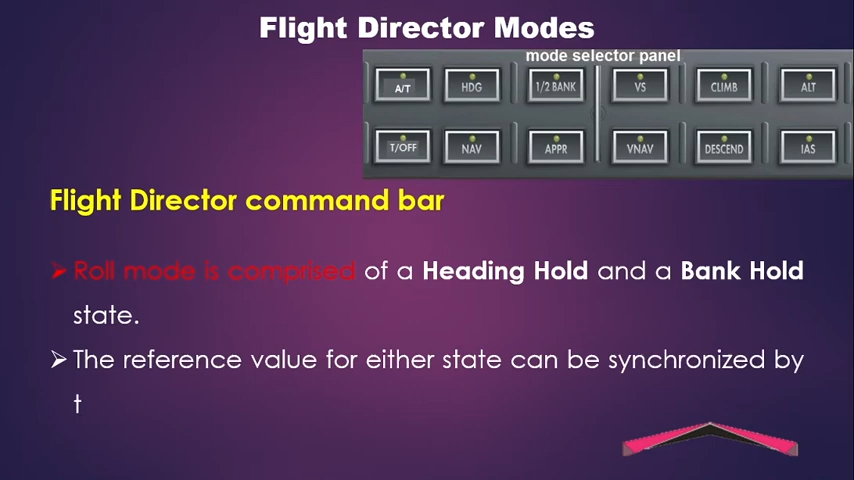 Flight Director Modes
mode selector panel
A/T HDG 1/2 BANK VS CLIMB ALT
T/OFF NAV APPR VNAV DESCEND IAS
Flight Director command bar
Roll mode is comprised of a Heading Hold and a Bank Hold
state.
The reference value for either state can be synchronized by
t